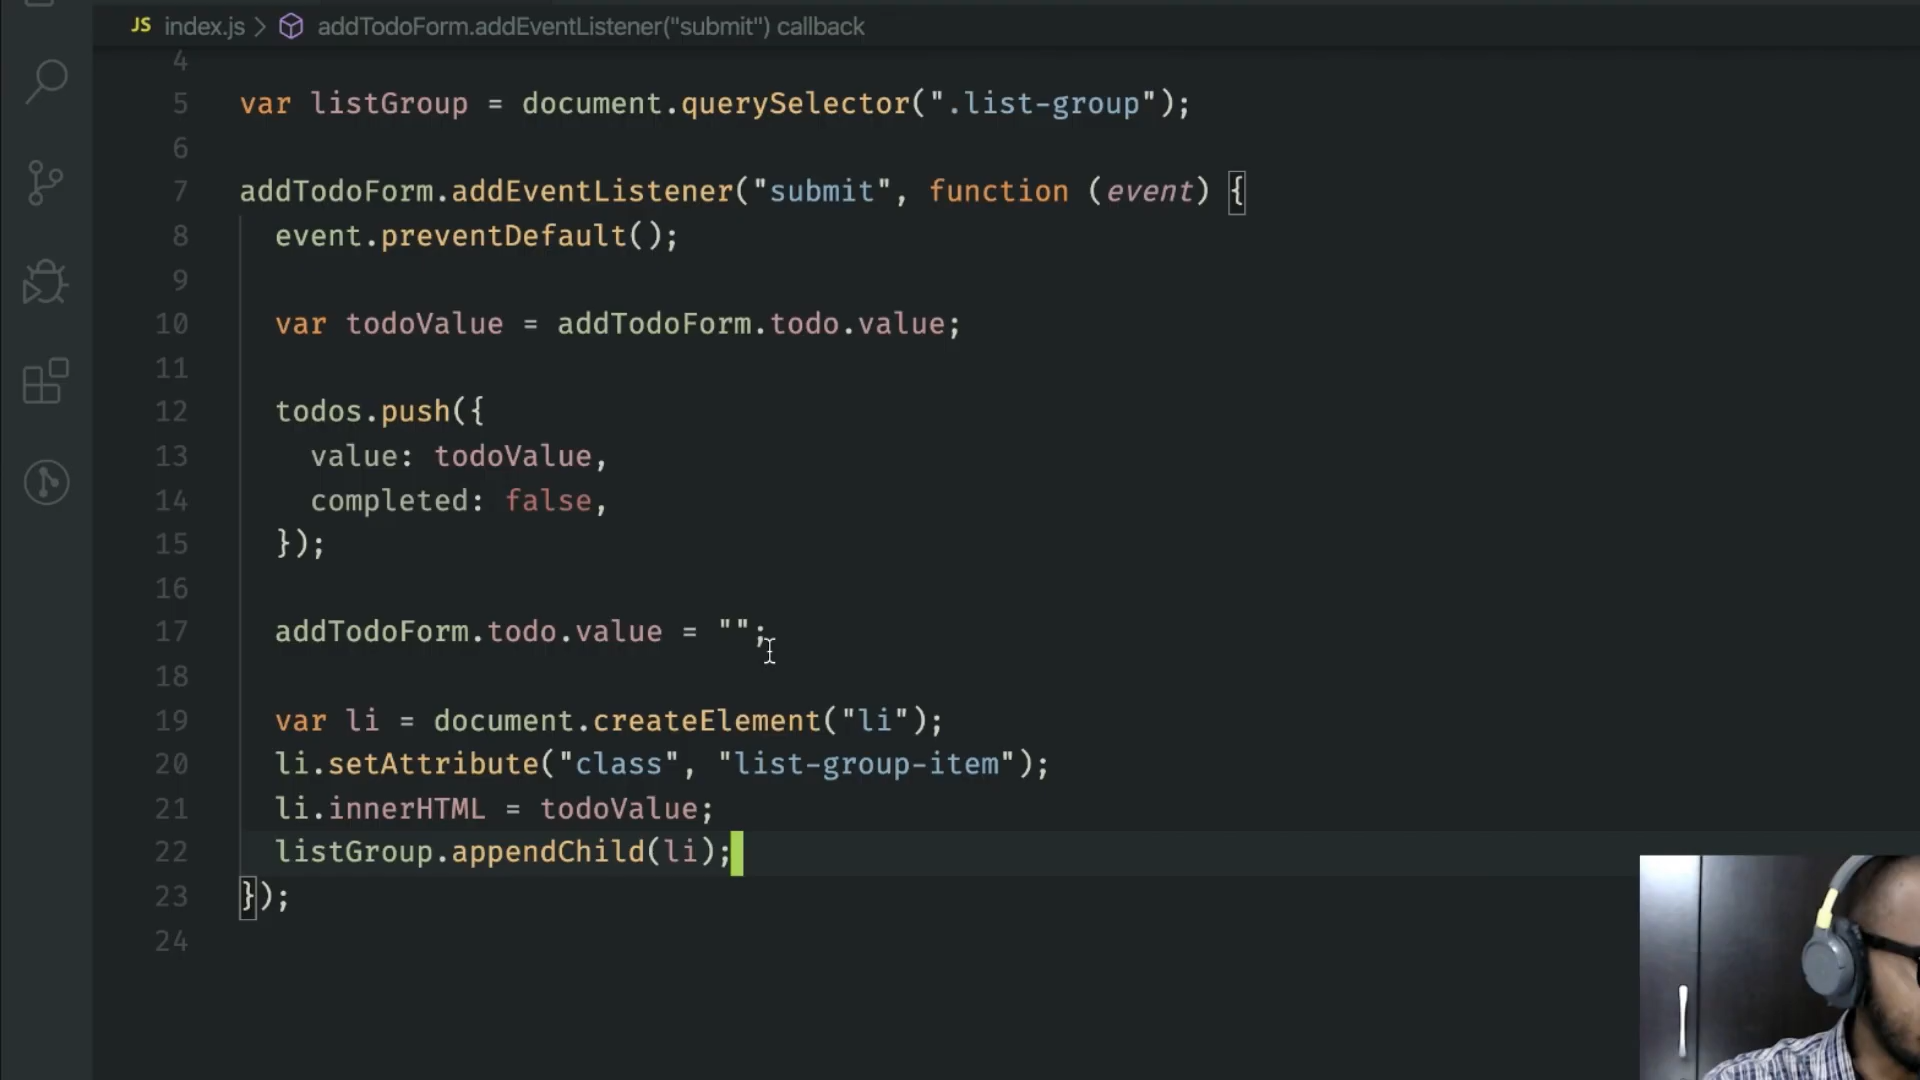 JS index.js > addTodoForm.addEventListener("submit") callback
4
5 var listGroup = document.querySelector(".list-group");
6
7 addTodoForm.addEventListener("submit", function (event) {
8 event.preventDefault();
9
10 var todoValue = addTodoForm.todo.value;
11
12 todos.push({
13 value: todoValue,
14 completed: false,
15 });
16
17 addTodoForm.todo.value = "";
18
19 var li = document.createElement("li");
20 li.setAttribute("class", "list-group-item");
21 li.innerHTML = todoValue;
22 listGroup.appendChild(li);
23 });
24